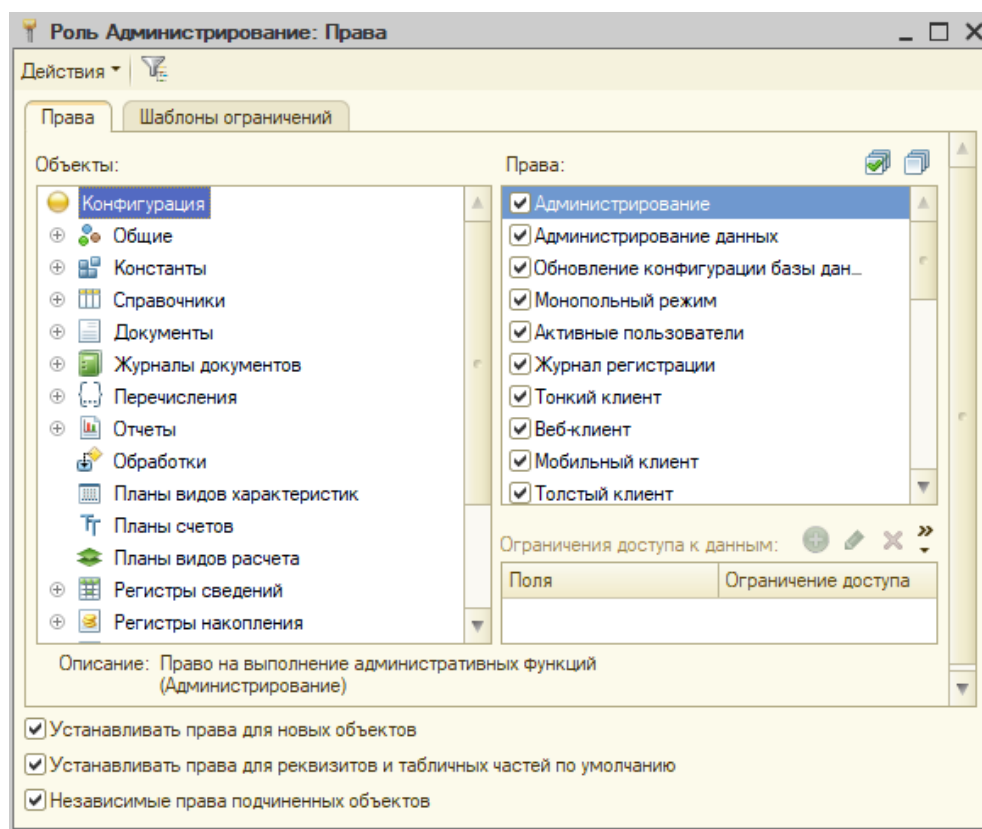 Роль Администрирование: Права
Действия
Права
Шаблоны ограничений
Объекты:
Конфигурация
Общие
Константы
Справочники
Документы
Журналы документов
Перечисления
Отчеты
Обработки
Планы видов характеристик
Планы счетов
Планы видов расчета
Регистры сведений
Регистры накопления
Права:
Администрирование
Администрирование данных
Обновление конфигурации базы дан...
Монопольный режим
Активные пользователи
Журнал регистрации
Тонкий клиент
Веб-клиент
Мобильный клиент
Толстый клиент
Ограничения доступа к данным:
Поля
Ограничение доступа
Описание: Право на выполнение административных функций
(Администрирование)
Устанавливать права для новых объектов
Устанавливать права для реквизитов и табличных частей по умолчанию
Независимые права подчиненных объектов